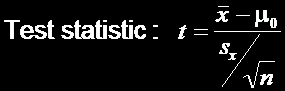 Test statistic : t = (x̄ − μ₀) / (sₓ / √n)